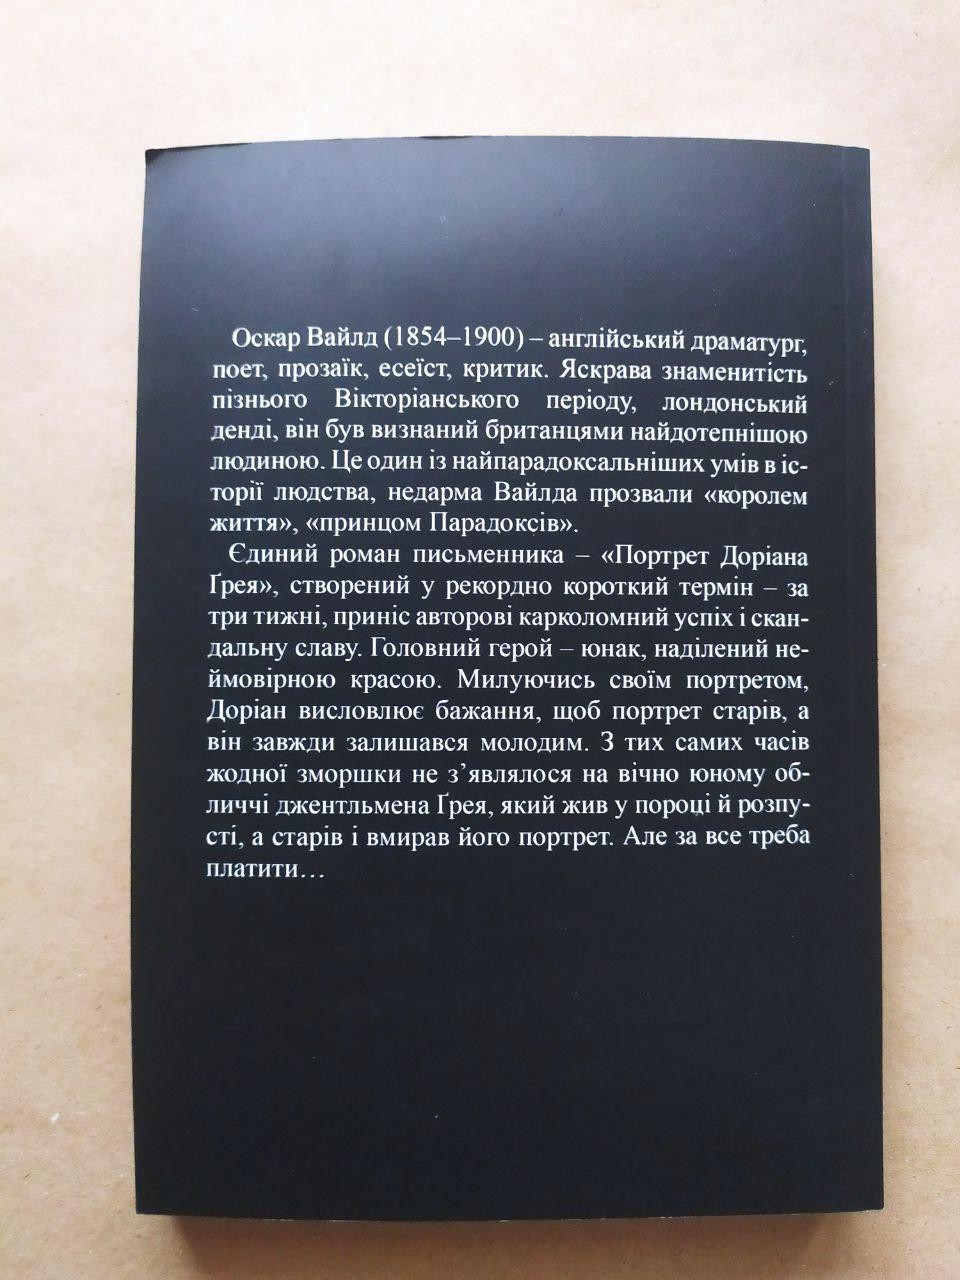 Оскар Вайлд (1854–1900) – англійський драматург,
поет, прозаїк, есеїст, критик. Яскрава знаменитість
пізнього Вікторіанського періоду, лондонський
денді, він був визнаний британцями найдотепнішою
людиною. Це один із найпарадоксальніших умів в іс-
торії людства, недарма Вайлда прозвали «королем
життя», «принцом Парадоксів».
Єдиний роман письменника – «Портрет Доріана
Ґрея», створений у рекордно короткий термін – за
три тижні, приніс авторові карколомний успіх і скан-
дальну славу. Головний герой – юнак, наділений не-
ймовірною красою. Милуючись своїм портретом,
Доріан висловлює бажання, щоб портрет старів, а
він завжди залишався молодим. З тих самих часів
жодної зморшки не з’являлося на вічно юному об-
личчі джентльмена Ґрея, який жив у пороці й розпу-
сті, а старів і вмирав його портрет. Але за все треба
платити…